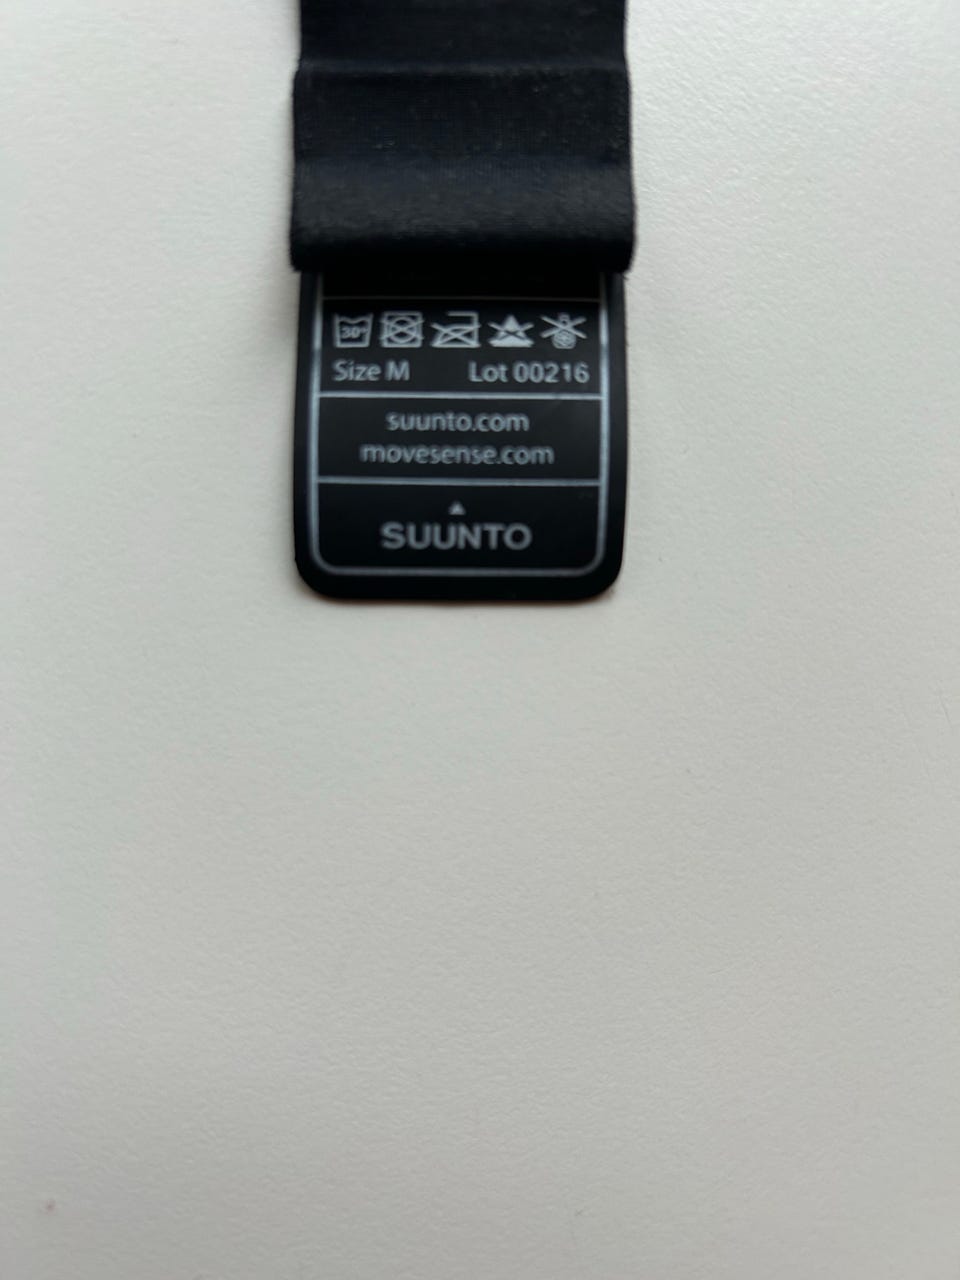 30°
Size M Lot 00216
suunto.com
movesense.com
SUUNTO